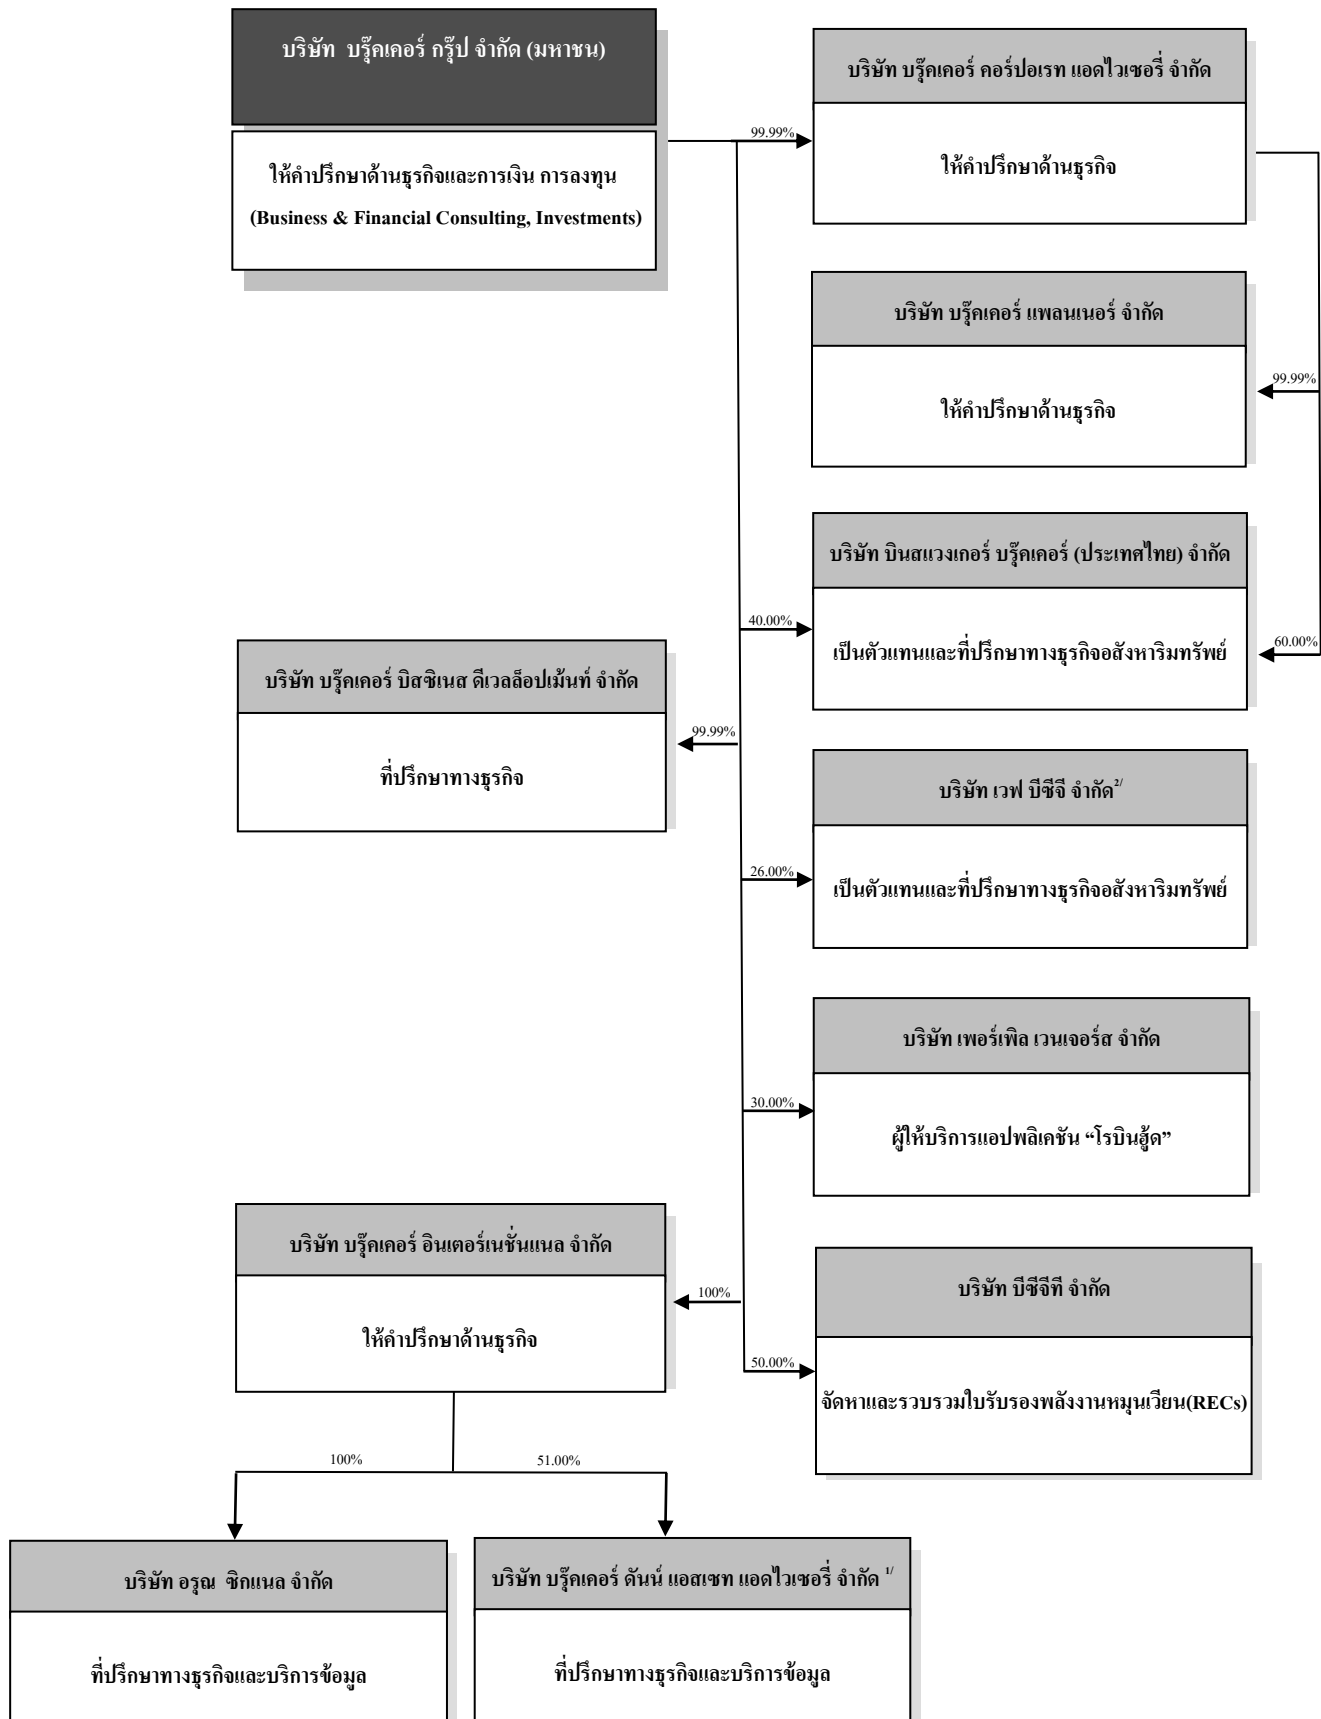 บริษัท บรุ๊คเคอร์ กรุ๊ป จำกัด (มหาชน)
ให้คำปรึกษาด้านธุรกิจและการเงิน การลงทุน
(Business & Financial Consulting, Investments)
บริษัท บรุ๊คเคอร์ คอร์ปอเรท แอดไวเซอรี่ จำกัด
99.99%
ให้คำปรึกษาด้านธุรกิจ
บริษัท บรุ๊คเคอร์ แพลนเนอร์ จำกัด
99.99%
ให้คำปรึกษาด้านธุรกิจ
บริษัท บินสแวงเกอร์ บรุ๊คเคอร์ (ประเทศไทย) จำกัด
40.00%
เป็นตัวแทนและที่ปรึกษาทางธุรกิจอสังหาริมทรัพย์
60.00%
บริษัท บรุ๊คเคอร์ บิสซิเนส ดีเวลล็อปเม้นท์ จำกัด
99.99%
ที่ปรึกษาทางธุรกิจ
บริษัท เวฟ บีซีจี จำกัด2/
26.00%
เป็นตัวแทนและที่ปรึกษาทางธุรกิจอสังหาริมทรัพย์
บริษัท เพอร์เพิล เวนเจอร์ส จำกัด
30.00%
ผู้ให้บริการแอปพลิเคชัน “โรบินฮู้ด”
บริษัท บรุ๊คเคอร์ อินเตอร์เนชั่นแนล จำกัด
100%
ให้คำปรึกษาด้านธุรกิจ
บริษัท บีซีจีที จำกัด
50.00%
จัดหาและรวบรวมใบรับรองพลังงานหมุนเวียน(RECs)
100%
51.00%
บริษัท อรุณ ซิกแนล จำกัด
ที่ปรึกษาทางธุรกิจและบริการข้อมูล
บริษัท บรุ๊คเคอร์ ดันน์ แอสเซท แอดไวเซอรี่ จำกัด 1/
ที่ปรึกษาทางธุรกิจและบริการข้อมูล